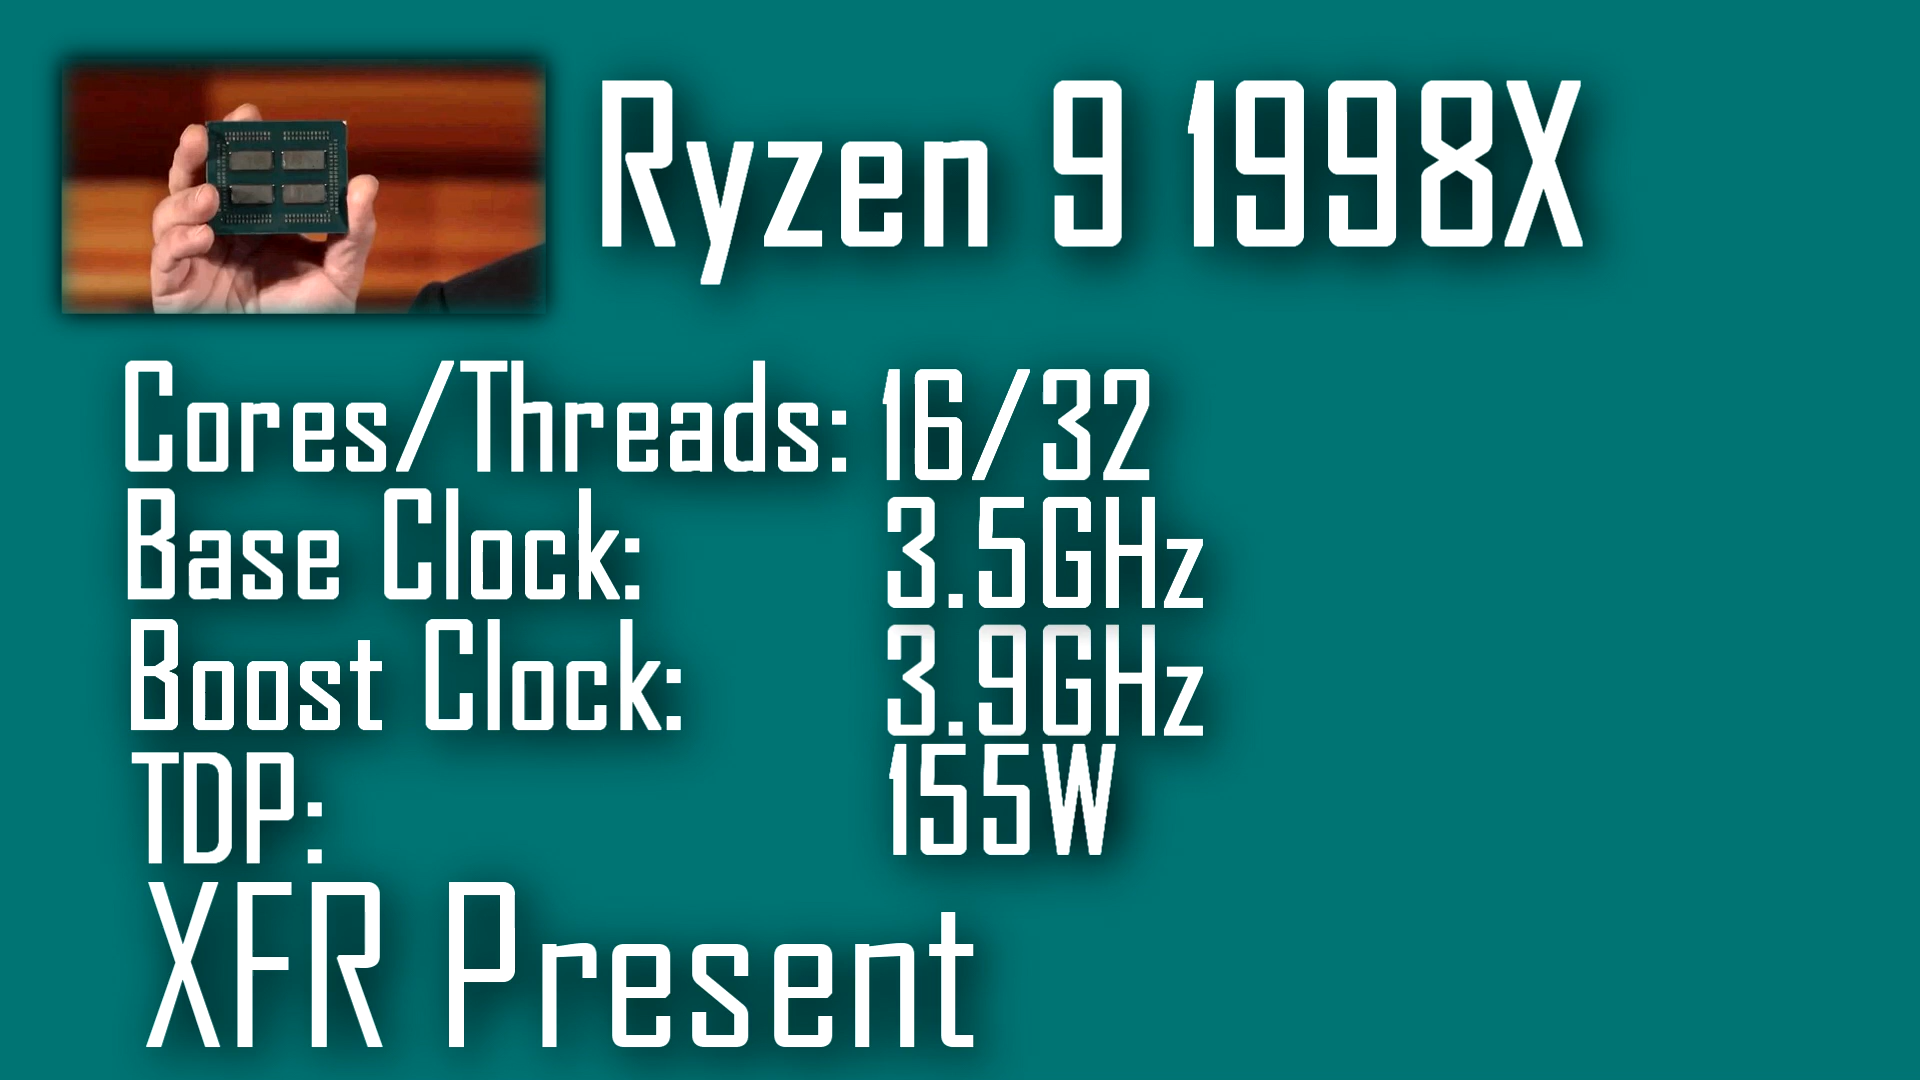 Ryzen 9 1998X
Cores/Threads: 16/32
Base Clock: 3.5GHz
Boost Clock: 3.9GHz
TDP: 155W
XFR Present